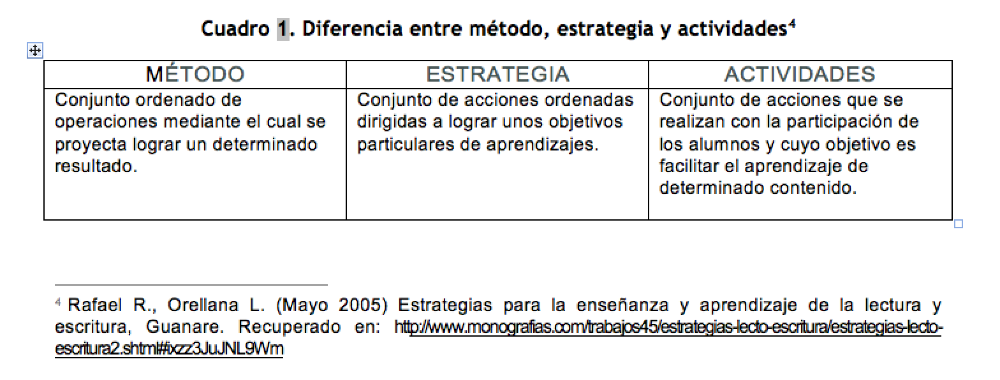 Cuadro 1. Diferencia entre método, estrategia y actividades⁴
MÉTODO
Conjunto ordenado de
operaciones mediante el cual se
proyecta lograr un determinado
resultado.
ESTRATEGIA
Conjunto de acciones ordenadas
dirigidas a lograr unos objetivos
particulares de aprendizajes.
ACTIVIDADES
Conjunto de acciones que se
realizan con la participación de
los alumnos y cuyo objetivo es
facilitar el aprendizaje de
determinado contenido.
⁴ Rafael R., Orellana L. (Mayo 2005) Estrategias para la enseñanza y aprendizaje de la lectura y
escritura, Guanare. Recuperado en: http://www.monografias.com/trabajos45/estrategias-lecto-escritura/estrategias-lecto-
escritura2.shtml#ixzz3JuJNL9Wm